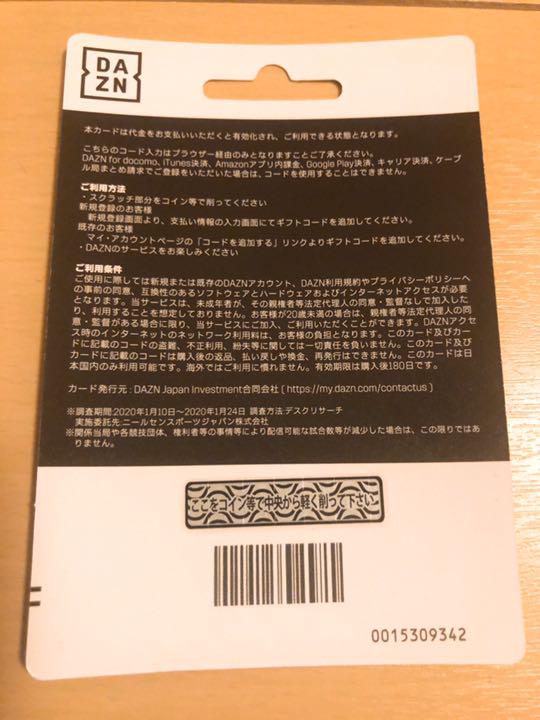 DA
ZN
本カードは代金をお支払いいただくと有効化され、ご利用できる状態となります。
こちらのコード入力はブラウザー経由のみとなりますことご了承ください。
DAZN for docomo、iTunes決済、Amazonアプリ内課金、Google Play決済、キャリア決済、ケーブ
ル局まとめ請求でご登録をいただいた場合は、コードを使用することはできません。
ご利用方法
・スクラッチ部分をコイン等で削ってください
新規登録のお客様
新規登録画面より、支払い情報の入力画面にてギフトコードを追加してください。
既存のお客様
マイ・アカウントページの「コードを追加する」リンクよりギフトコードを追加してください。
・DAZNのサービスをお楽しみください
ご利用条件
ご使用に際しては新規または既存のDAZNアカウント、DAZN利用規約やプライバシーポリシーへ
の事前の同意、互換性のあるソフトウェアとハードウェアおよびインターネットアクセスが必要
となります。当サービスは、未成年者が、その親権者等法定代理人の同意・監督なしで加入した
り、利用することを想定しておりません。お客様が20歳未満の場合は、親権者等法定代理人の同
意・監督がある場合に限り、当サービスにご加入、ご利用いただくことができます。DAZNアクセ
ス時のインターネットのネットワーク利用料は、お客様の負担となります。このカード及びカー
ドに記載のコードの盗難、不正利用、紛失等に関しては一切責任を負いません。このカード及び
カードに記載のコードは購入後の返品、払い戻しや換金、再発行はできません。このカードは日
本国内のみ利用可能です。海外ではご利用に慣れません。有効期限は購入後180日です。
カード発行元 : DAZN Japan Investment合同会社 ( https://my.dazn.com/contactus )
※調査期間:2020年1月10日〜2020年1月24日 調査方法:デスクリサーチ
実施委託先:ニールセンスポーツジャパン株式会社
※関係当局や各競技団体、権利者等の事情等により配信可能な試合数等が減少した場合は、この限りではあ
りません。
ここをコイン等で中央から軽く削って下さい
0015309342